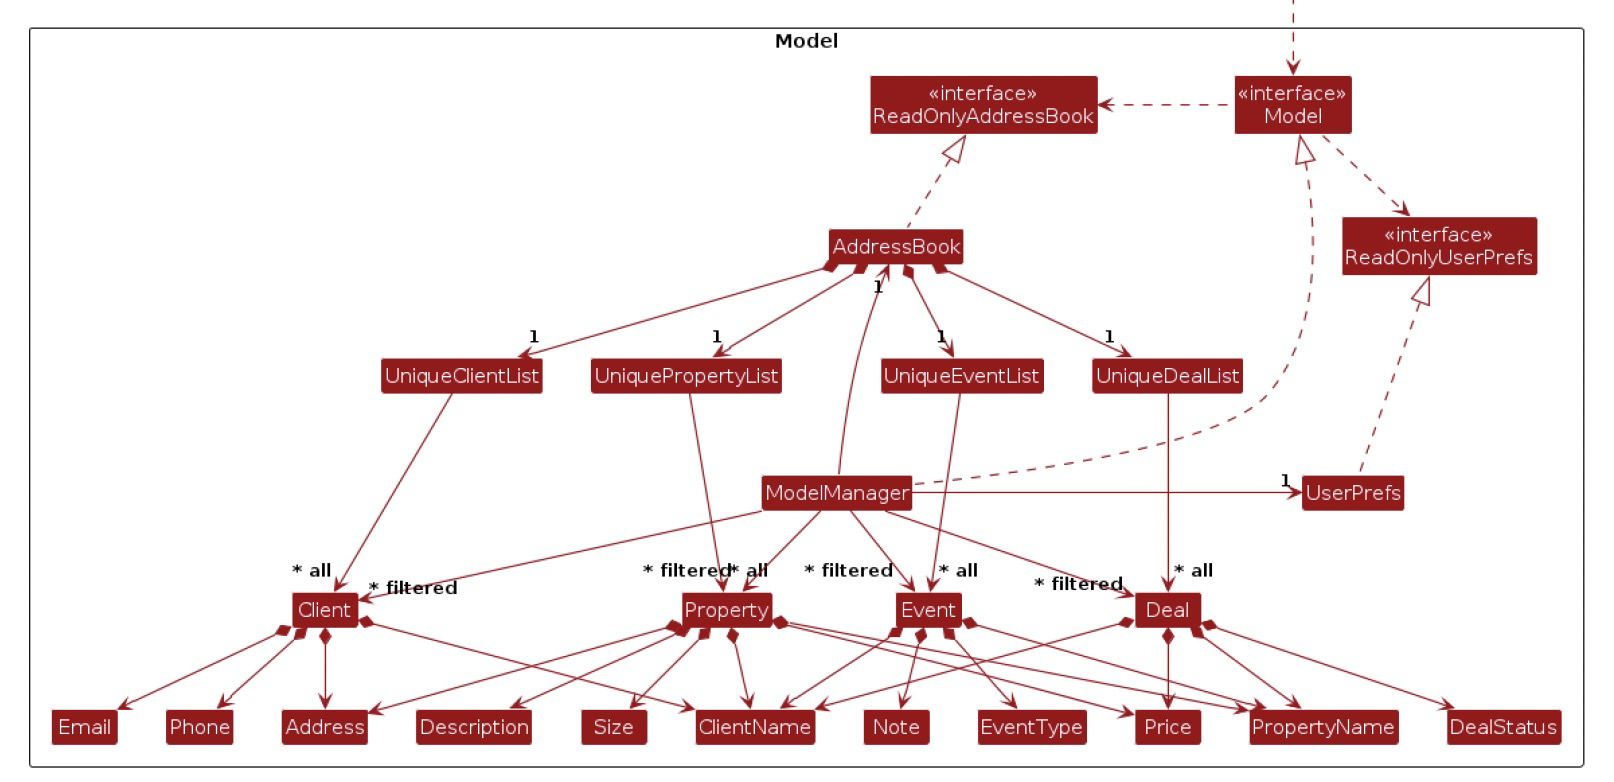 Model
«interface»
ReadOnlyAddressBook
«interface»
Model
«interface»
ReadOnlyUserPrefs
AddressBook
1
1
1
1
1
UniqueClientList
UniquePropertyList
UniqueEventList
UniqueDealList
ModelManager
1
UserPrefs
* all
* filtered
* filtered
* all
* filtered
* all
* filtered
* all
Client
Property
Event
Deal
Email
Phone
Address
Description
Size
ClientName
Note
EventType
Price
PropertyName
DealStatus